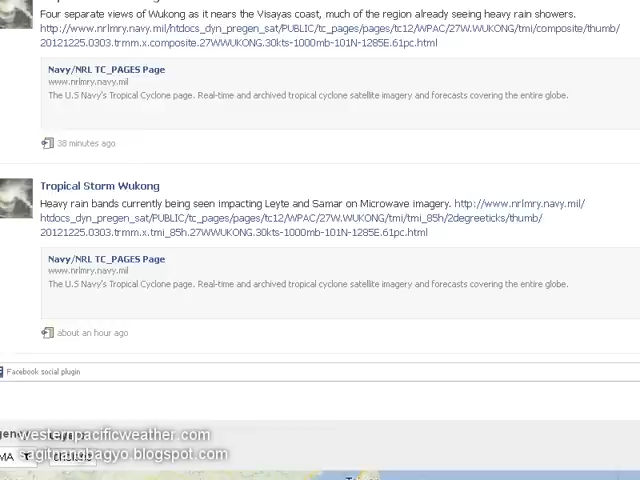 Four separate views of Wukong as it nears the Visayas coast, much of the region already seeing heavy rain showers.
http://www.nrlmry.navy.mil/htdocs_dyn_pregen_sat/PUBLIC/tc_pages/pages/tc12/WPAC/27W.WUKONG/tmi/composite/thumb/
20121225.0303.trmm.x.composite.27WWUKONG.30kts-1000mb-101N-1285E.61pc.html
Navy/NRL TC_PAGES Page
www.nrlmry.navy.mil
The U.S Navy's Tropical Cyclone page. Real-time and archived tropical cyclone satellite imagery and forecasts covering the entire globe.
38 minutes ago
Tropical Storm Wukong
Heavy rain bands currently being seen impacting Leyte and Samar on Microwave imagery. http://www.nrlmry.navy.mil/
htdocs_dyn_pregen_sat/PUBLIC/tc_pages/pages/tc12/WPAC/27W.WUKONG/tmi/tmi_85h/2degreeticks/thumb/
20121225.0303.trmm.x.tmi_85h.27WWUKONG.30kts-1000mb-101N-1285E.61pc.html
Navy/NRL TC_PAGES Page
www.nrlmry.navy.mil
The U.S Navy's Tropical Cyclone page. Real-time and archived tropical cyclone satellite imagery and forecasts covering the entire globe.
about an hour ago
Facebook social plugin
westernpacificweather.com
sagitnangbagyo.blogspot.com